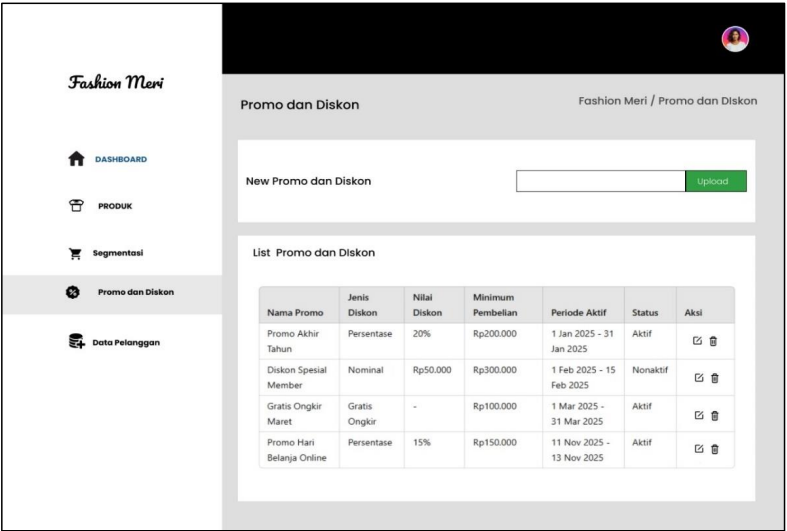 Fashion Meri
DASHBOARD
PRODUK
Segmentasi
Promo dan Diskon
Data Pelanggan
Promo dan Diskon
Fashion Meri / Promo dan DIskon
New Promo dan Diskon
Upload
List Promo dan DIskon
Nama Promo Jenis Diskon Nilai Diskon Minimum Pembelian Periode Aktif Status Aksi
Promo Akhir Tahun Persentase 20% Rp200.000 1 Jan 2025 - 31 Jan 2025 Aktif
Diskon Spesial Member Nominal Rp50.000 Rp300.000 1 Feb 2025 - 15 Feb 2025 Nonaktif
Gratis Ongkir Maret Gratis Ongkir - Rp100.000 1 Mar 2025 - 31 Mar 2025 Aktif
Promo Hari Belanja Online Persentase 15% Rp150.000 11 Nov 2025 - 13 Nov 2025 Aktif